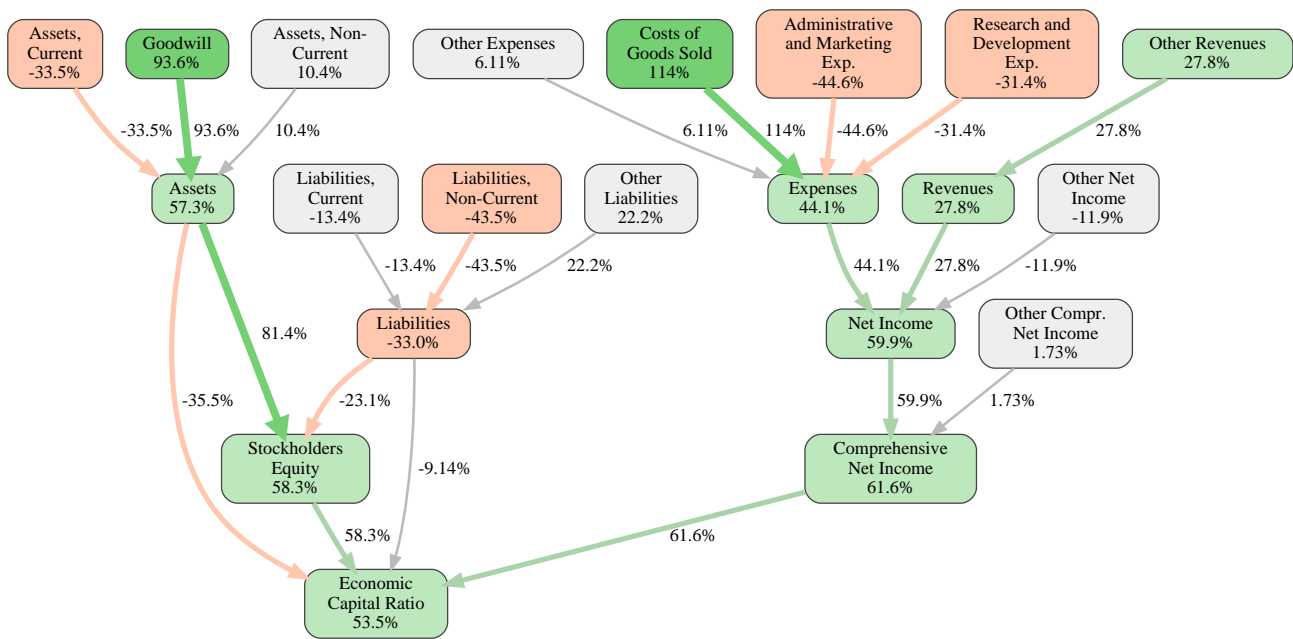 Assets,
Current
-33.5%
Goodwill
93.6%
Assets, Non-
Current
10.4%
Other Expenses
6.11%
Costs of
Goods Sold
114%
Administrative
and Marketing
Exp.
-44.6%
Research and
Development
Exp.
-31.4%
Other Revenues
27.8%
-33.5%
93.6%
10.4%
6.11%
114%
-44.6%
-31.4%
27.8%
Assets
57.3%
Liabilities,
Current
-13.4%
Liabilities,
Non-Current
-43.5%
Other
Liabilities
22.2%
Expenses
44.1%
Revenues
27.8%
Other Net
Income
-11.9%
-13.4%
-43.5%
22.2%
44.1%
27.8%
-11.9%
81.4%
Liabilities
-33.0%
Net Income
59.9%
Other Compr.
Net Income
1.73%
-35.5%
-23.1%
59.9%
1.73%
Stockholders
Equity
58.3%
-9.14%
Comprehensive
Net Income
61.6%
58.3%
61.6%
Economic
Capital Ratio
53.5%